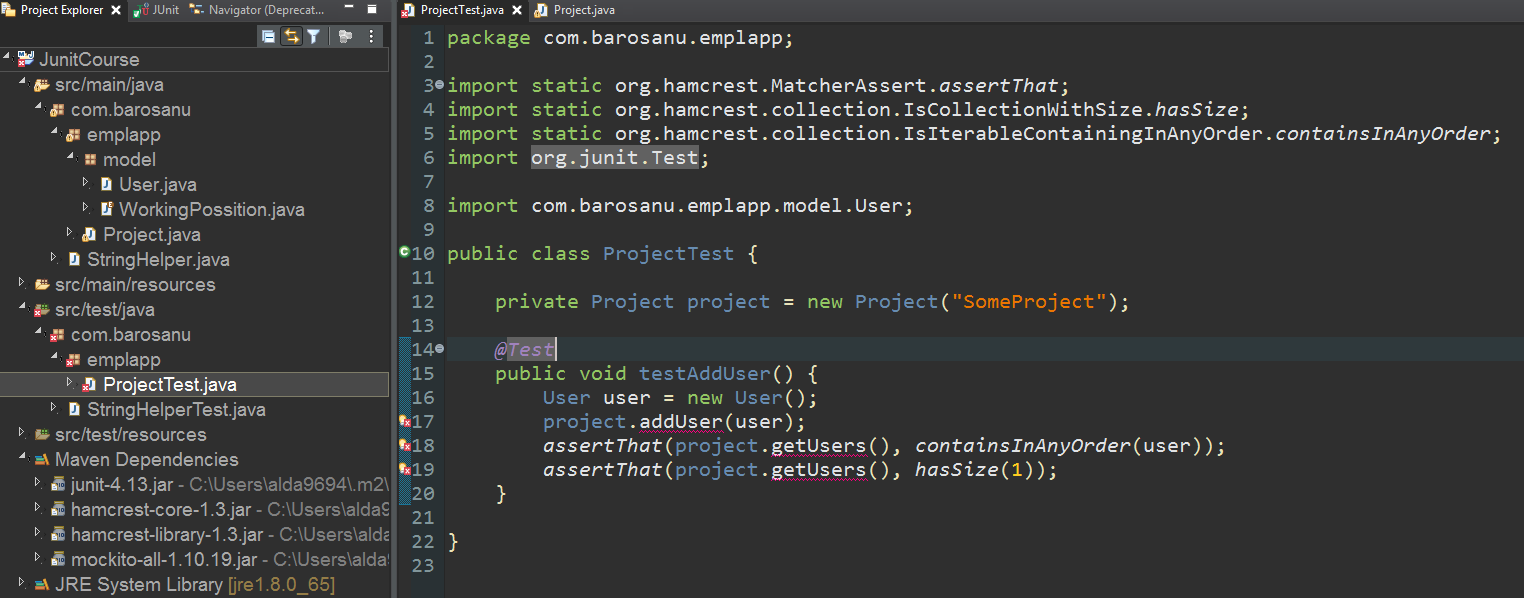 Project Explorer JUnit Navigator (Deprecat...
JunitCourse
src/main/java
com.barosanu
emplapp
model
User.java
WorkingPossition.java
Project.java
StringHelper.java
src/main/resources
src/test/java
com.barosanu
emplapp
ProjectTest.java
StringHelperTest.java
src/test/resources
Maven Dependencies
junit-4.13.jar - C:\Users\alda9694\.m2\
hamcrest-core-1.3.jar - C:\Users\alda9
hamcrest-library-1.3.jar - C:\Users\alda
mockito-all-1.10.19.jar - C:\Users\alda9
JRE System Library [jre1.8.0_65]
ProjectTest.java Project.java
1 package com.barosanu.emplapp;
2
3 import static org.hamcrest.MatcherAssert.assertThat;
4 import static org.hamcrest.collection.IsCollectionWithSize.hasSize;
5 import static org.hamcrest.collection.IsIterableContainingInAnyOrder.containsInAnyOrder;
6 import org.junit.Test;
7
8 import com.barosanu.emplapp.model.User;
9
10 public class ProjectTest {
11
12 private Project project = new Project("SomeProject");
13
14 @Test
15 public void testAddUser() {
16 User user = new User();
17 project.addUser(user);
18 assertThat(project.getUsers(), containsInAnyOrder(user));
19 assertThat(project.getUsers(), hasSize(1));
20 }
21
22 }
23